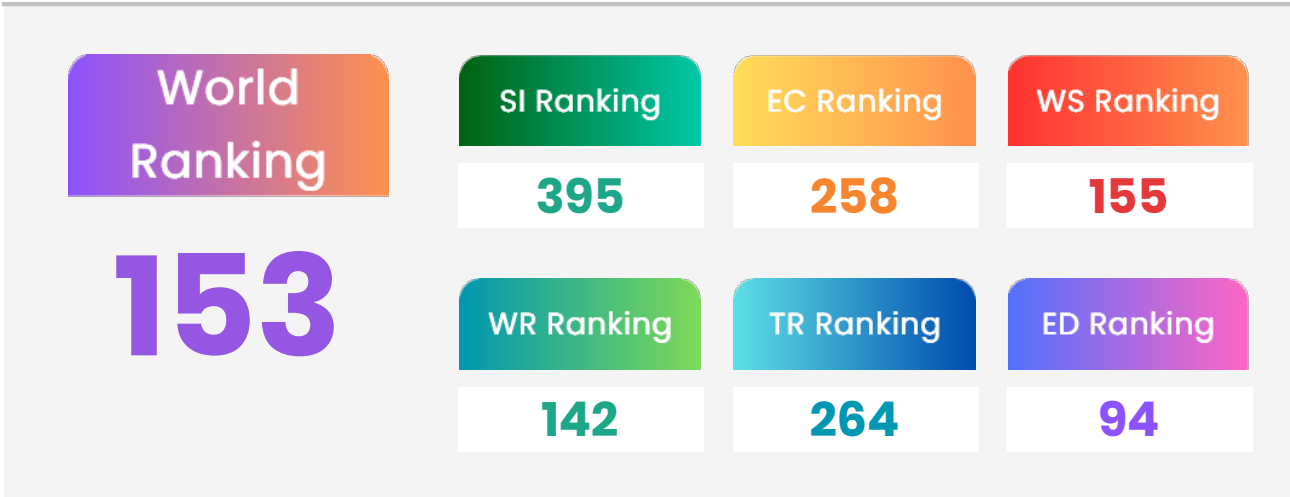 World
Ranking
153
SI Ranking
EC Ranking
WS Ranking
395
258
155
WR Ranking
TR Ranking
ED Ranking
142
264
94